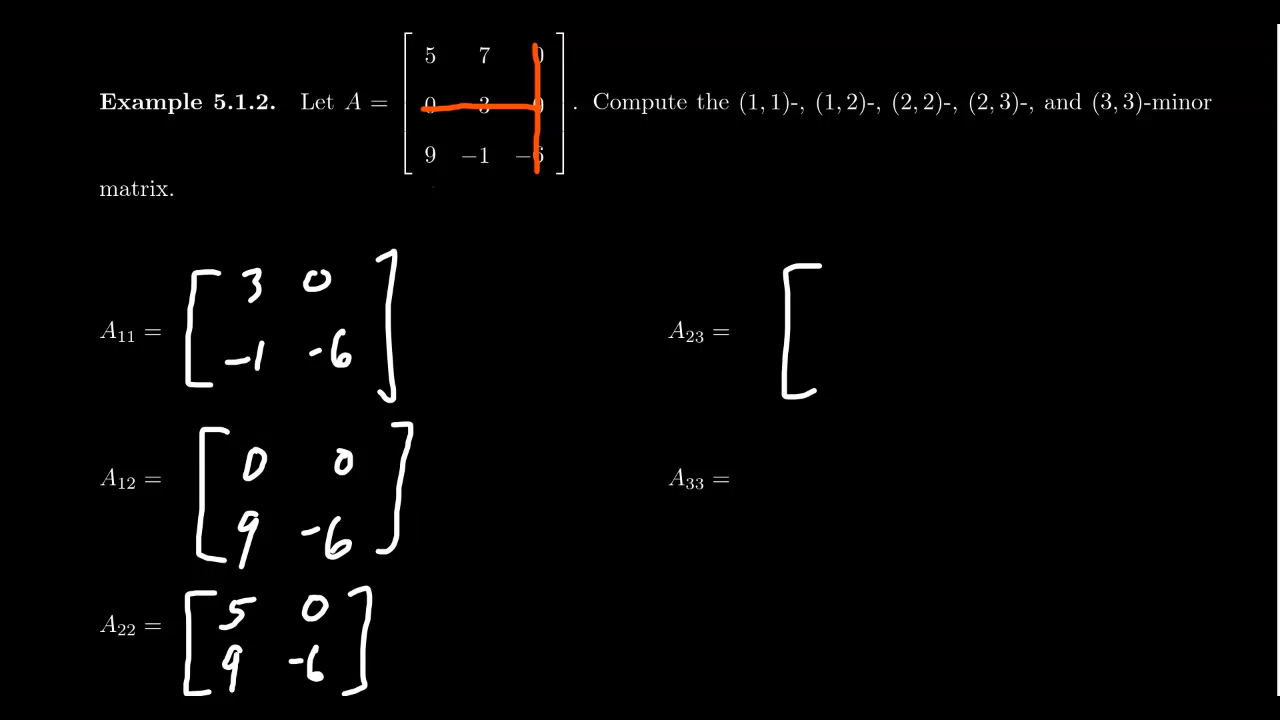 5 7 0
Example 5.1.2. Let A = 0 3 0 . Compute the (1, 1)-, (1, 2)-, (2, 2)-, (2, 3)-, and (3, 3)-minor
9 −1 −6
matrix.
3 0
A11 =
-1 -6
A23 = [
0 0
A12 =
9 -6
A33 =
5 0
A22 =
9 -6